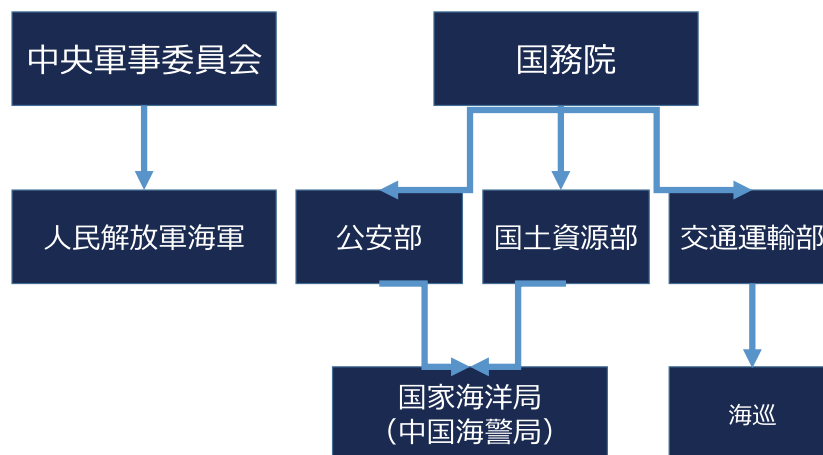 中央軍事委員会
国務院
人民解放軍海軍
公安部
国土資源部
交通運輸部
国家海洋局
（中国海警局）
海巡